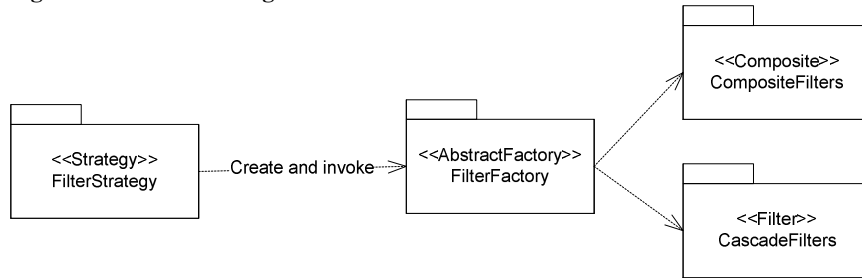 <<Strategy>>
FilterStrategy
Create and invoke
<<AbstractFactory>>
FilterFactory
<<Composite>>
CompositeFilters
<<Filter>>
CascadeFilters